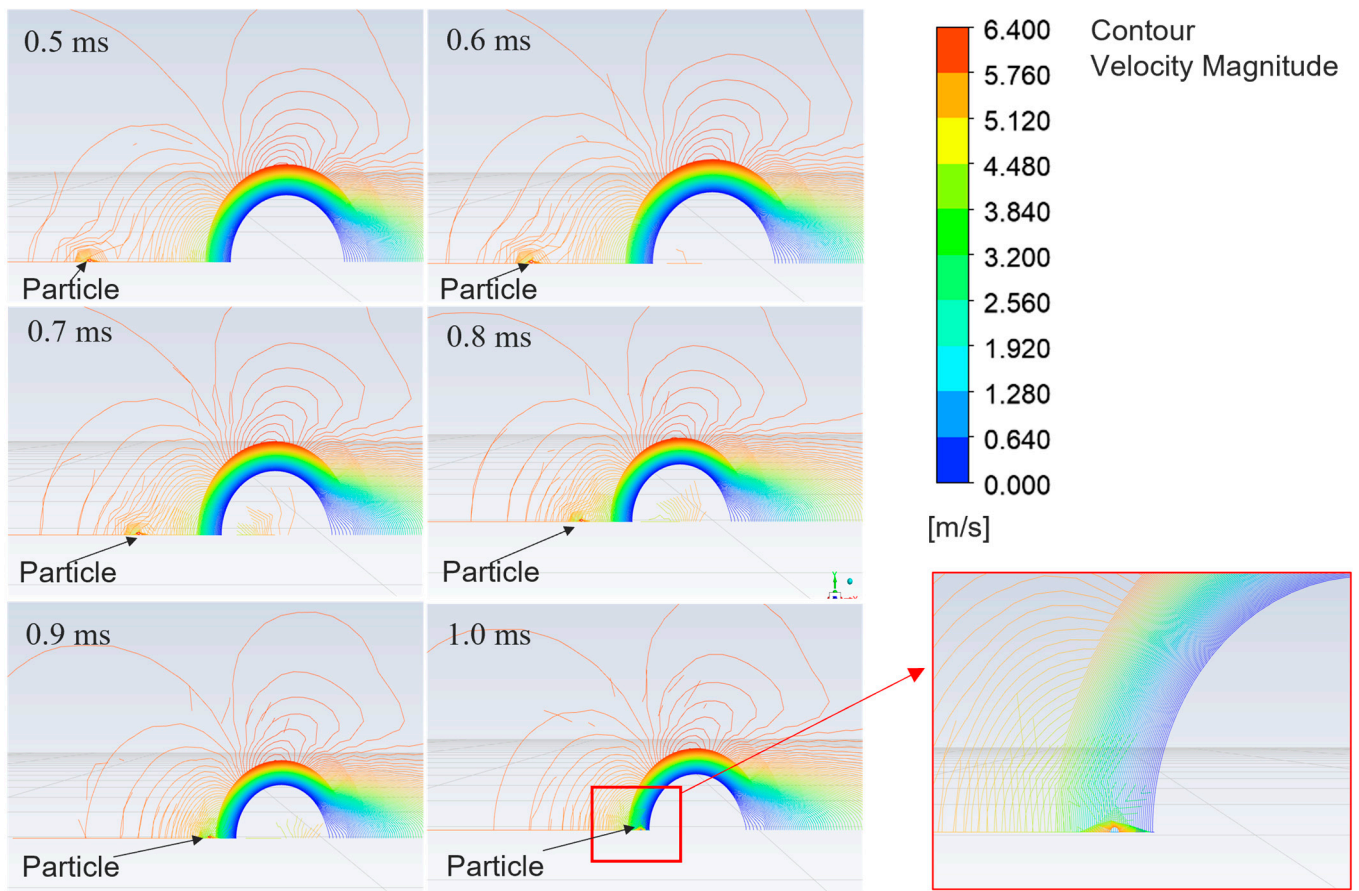 0.5 ms
Particle
0.6 ms
Particle
0.7 ms
Particle
0.8 ms
Particle
0.9 ms
Particle
1.0 ms
Particle
6.400
5.760
5.120
4.480
3.840
3.200
2.560
1.920
1.280
0.640
0.000
[m/s]
Contour
Velocity Magnitude